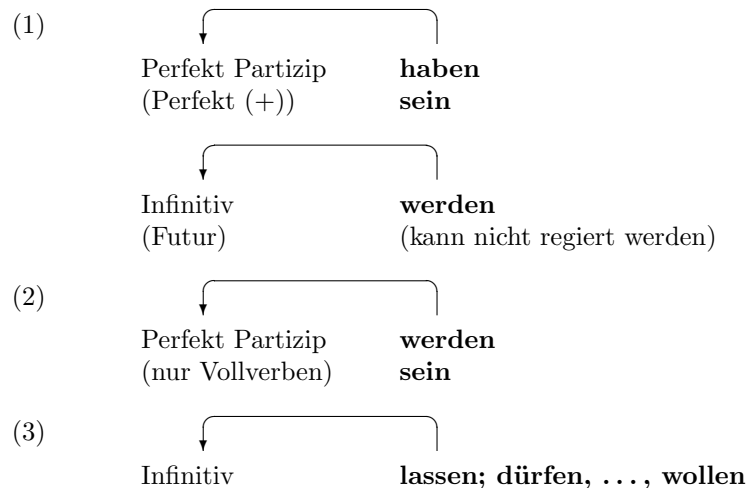 (1)
Perfekt Partizip haben
(Perfekt (+)) sein
Infinitiv werden
(Futur) (kann nicht regiert werden)
(2)
Perfekt Partizip werden
(nur Vollverben) sein
(3)
Infinitiv lassen; dürfen, . . . , wollen